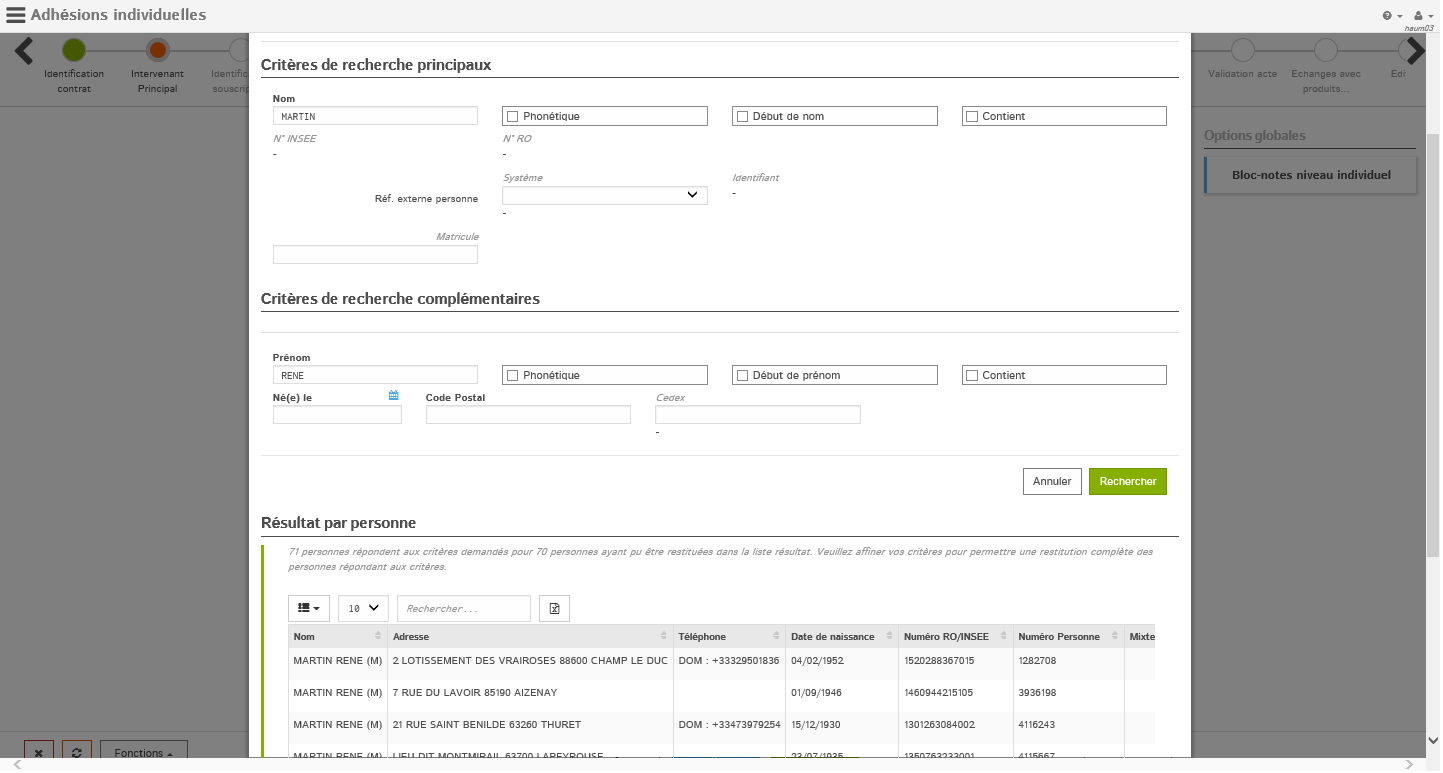 Adhésions individuelles
haum03
Identification contrat
Intervenant Principal
Validation acte
Echanges avec produits...
Options globales
Bloc-notes niveau individuel
Critères de recherche principaux
Nom
MARTIN
Phonétique
Début de nom
Contient
N° INSEE
N° RO
-
-
Système
Identifiant
Réf. externe personne
-
-
Matricule
Critères de recherche complémentaires
Prénom
RENE
Phonétique
Début de prénom
Contient
Né(e) le
Code Postal
Cedex
-
Annuler
Rechercher
Résultat par personne
71 personnes répondent aux critères demandés pour 70 personnes ayant pu être restituées dans la liste résultat. Veuillez affiner vos critères pour permettre une restitution complète des
personnes répondant aux critères.
10
Rechercher...
Nom Adresse Téléphone Date de naissance Numéro RO/INSEE Numéro Personne Mixte
MARTIN RENE (M) 2 LOTISSEMENT DES VRAIROSES 88600 CHAMP LE DUC DOM : +33329501836 04/02/1952 1520288367015 1282708
MARTIN RENE (M) 7 RUE DU LAVOIR 85190 AIZENAY 01/09/1946 1460944215105 3936198
MARTIN RENE (M) 21 RUE SAINT BENILDE 63260 THURET DOM : +33473979254 15/12/1930 1301263084002 4116243
MARTIN RENE (M) LIEU DIT MONTMIRAIL 63700 LAPEYROUSE 23/07/1935 1350763233001 4115667
Fonctions